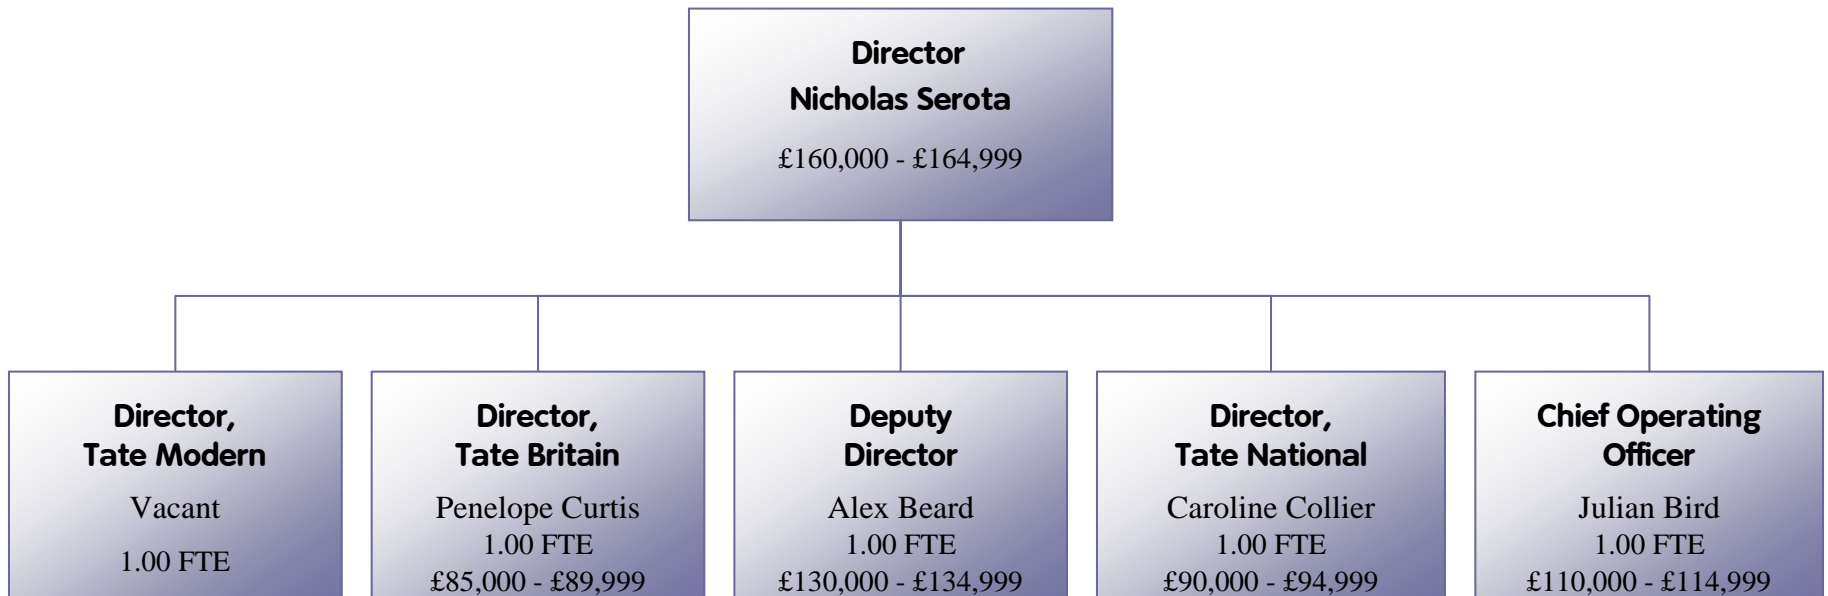 Director
Nicholas Serota
£160,000 - £164,999
Director,
Tate Modern
Vacant
1.00 FTE
Director,
Tate Britain
Penelope Curtis
1.00 FTE
£85,000 - £89,999
Deputy
Director
Alex Beard
1.00 FTE
£130,000 - £134,999
Director,
Tate National
Caroline Collier
1.00 FTE
£90,000 - £94,999
Chief Operating
Officer
Julian Bird
1.00 FTE
£110,000 - £114,999